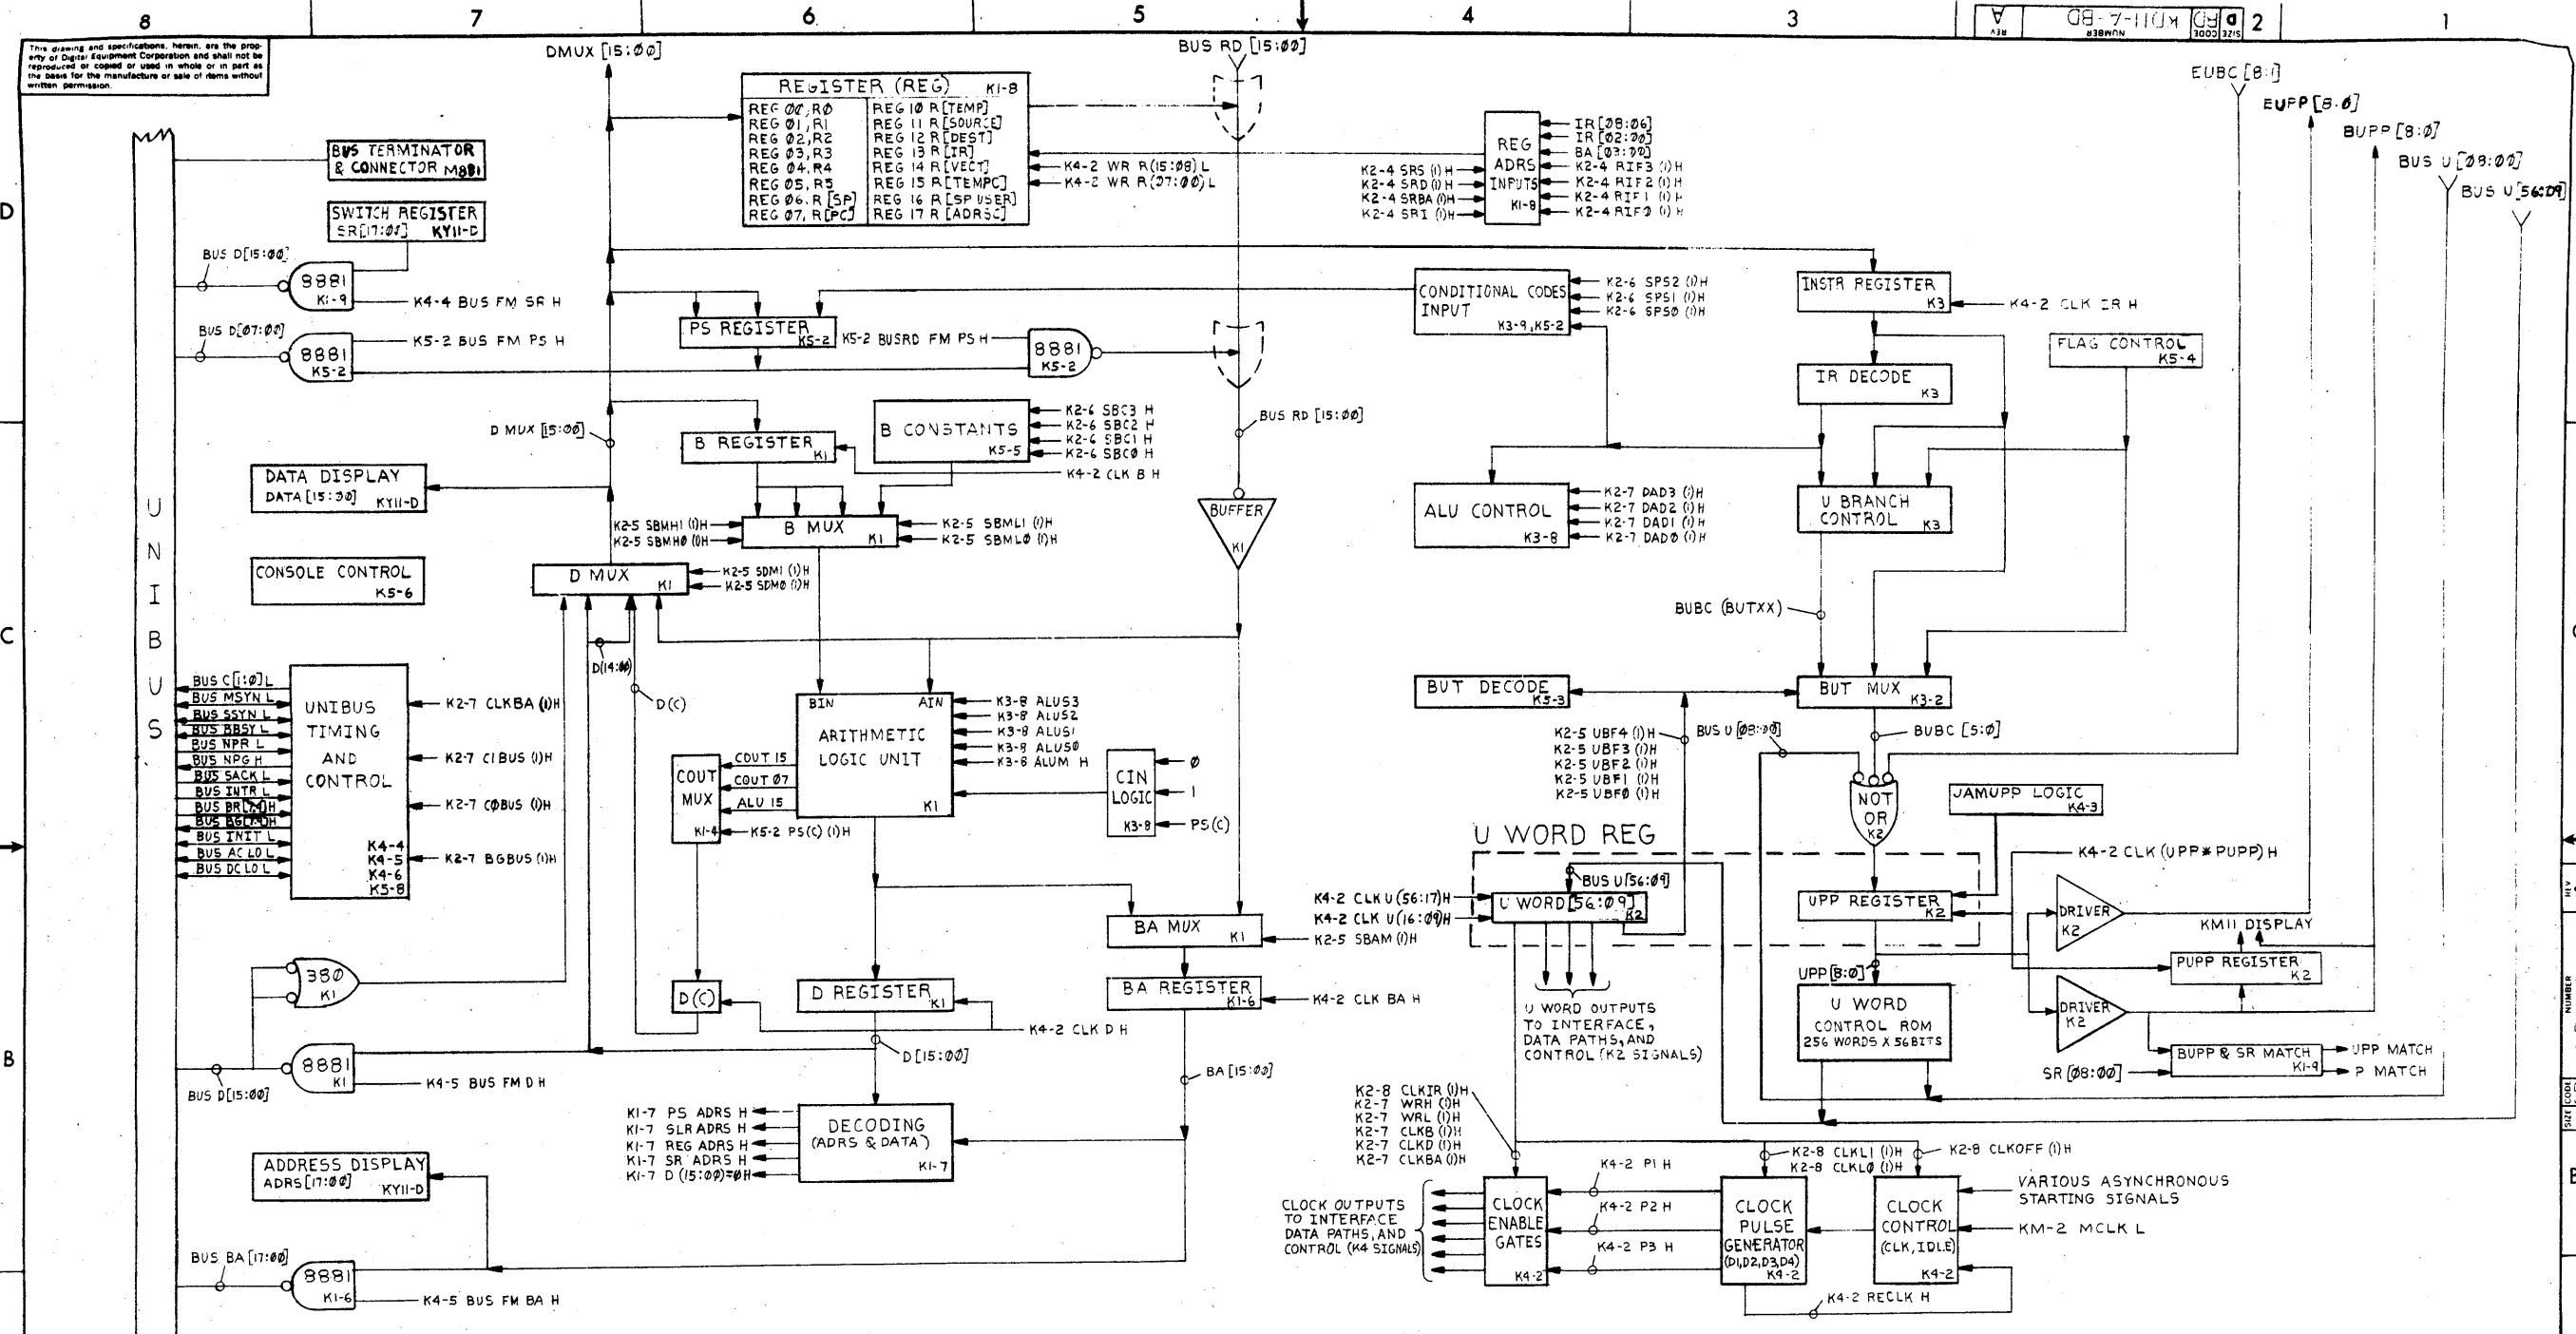 8
7
6
5
4
3
2
1
A
REV
KD11-A-BD
NUMBER
RD
CODE
D
SIZE
This drawing and specifications, herein, are the prop-
erty of Digital Equipment Corporation and shall not be
reproduced or copied or used in whole or in part as
the basis for the manufacture or sale of items without
written permission.
DMUX [15:00]
BUS RD [15:00]
EUBC [8:1]
EUPP [8:0]
BUPP [8:0]
BUS U [08:00]
BUS U [56:09]
REGISTER (REG) K1-8
REG 00, R0 REG 10 R[TEMP]
REG 01, R1 REG 11 R[SOURCE]
REG 02, R2 REG 12 R[DEST]
REG 03, R3 REG 13 R[IR]
REG 04, R4 REG 14 R[VECT]
REG 05, R5 REG 15 R[TEMPC]
REG 06, R[SP] REG 16 R[SP USER]
REG 07, R[PC] REG 17 R[ADRSC]
K4-2 WR R(15:08) L
K4-2 WR R(07:00) L
REG
ADRS
INPUTS
K1-8
IR[08:06]
IR[02:00]
BA[03:00]
K2-4 RIF3 (1) H
K2-4 RIF2 (1) H
K2-4 RIF1 (1) H
K2-4 RIF0 (1) H
K2-4 SRS (1) H
K2-4 SRD (1) H
K2-4 SRBA (1) H
K2-4 SRI (1) H
BUS TERMINATOR
& CONNECTOR M981
SWITCH REGISTER
SR[17:00] KY11-D
BUS D[15:00]
8881
K1-9
K4-4 BUS FM SR H
BUS D[07:00]
8881
K5-2
K5-2 BUS FM PS H
PS REGISTER
K5-2
K5-2 BUSRD FM PS H
8881
K5-2
CONDITIONAL CODES
INPUT
K3-9, K5-2
K2-6 SPS2 (1) H
K2-6 SPS1 (1) H
K2-6 SPS0 (1) H
INSTR REGISTER
K3
K4-2 CLK IR H
FLAG CONTROL
K5-4
IR DECODE
K3
D
D MUX [15:00]
B REGISTER
K1
B CONSTANTS
K5-5
K2-6 SBC3 H
K2-6 SBC2 H
K2-6 SBC1 H
K2-6 SBC0 H
K4-2 CLK B H
BUS RD [15:00]
DATA DISPLAY
DATA[15:00] KY11-D
BUFFER
K1
B MUX
K1
K2-5 SBMH1 (1) H
K2-5 SBMH0 (1) H
K2-5 SBML1 (1) H
K2-5 SBML0 (1) H
ALU CONTROL
K3-8
K2-7 DAD3 (1) H
K2-7 DAD2 (1) H
K2-7 DAD1 (1) H
K2-7 DAD0 (1) H
U BRANCH
CONTROL
K3
CONSOLE CONTROL
K5-6
D MUX
K1
K2-5 SDM1 (1) H
K2-5 SDM0 (1) H
BUBC (BUTXX)
UNIBUS
C
D(14:00)
D(C)
BUS C[1:0] L
BUS MSYN L
BUS SSYN L
BUS BBSY L
BUS NPR L
BUS NPG H
BUS SACK L
BUS INTR L
BUS BR[7:4] H
BUS BG[7:4] H
BUS INIT L
BUS AC LO L
BUS DC LO L
UNIBUS
TIMING
AND
CONTROL
K4-4
K4-5
K4-6
K5-8
K2-7 CLKBA (1) H
K2-7 C1BUS (1) H
K2-7 C0BUS (1) H
K2-7 BGBUS (1) H
BIN
AIN
ARITHMETIC
LOGIC UNIT
K1
K3-8 ALUS3
K3-8 ALUS2
K3-8 ALUS1
K3-8 ALUS0
K3-8 ALUM H
COUT
MUX
K1-4
COUT 15
COUT 07
ALU 15
K5-2 PS(C) (1) H
CIN
LOGIC
K3-8
0
1
PS(C)
BUT DECODE
K5-3
BUT MUX
K3-2
BUS U[08:00]
BUBC [5:0]
K2-5 UBF4 (1) H
K2-5 UBF3 (1) H
K2-5 UBF2 (1) H
K2-5 UBF1 (1) H
K2-5 UBF0 (1) H
NOT
OR
K2
JAMUPP LOGIC
K4-3
U WORD REG
K4-2 CLK (UPP*PUPP) H
BUS U[56:09]
K4-2 CLK U(56:17) H
K4-2 CLK U(16:09) H
U WORD[56:09]
K2
UPP REGISTER
K2
DRIVER
K2
KM11 DISPLAY
PUPP REGISTER
K2
BA MUX
K1
K2-5 SBAM (1) H
380
K1
D(C)
D REGISTER
K1
BA REGISTER
K1-6
K4-2 CLK BA H
K4-2 CLK D H
U WORD OUTPUTS
TO INTERFACE,
DATA PATHS, AND
CONTROL (K2 SIGNALS)
UPP[8:0]
U WORD
CONTROL ROM
256 WORDS X 56 BITS
DRIVER
K2
BUPP & SR MATCH
K1-9
UPP MATCH
P MATCH
SR[08:00]
B
BUS D[15:00]
8881
K1
K4-5 BUS FM D H
D[15:00]
BA[15:00]
K1-7 PS ADRS H
K1-7 SLR ADRS H
K1-7 REG ADRS H
K1-7 SR ADRS H
K1-7 D (15:00)=0 H
DECODING
(ADRS & DATA)
K1-7
K2-8 CLKIR (1) H
K2-7 WRH (1) H
K2-7 WRL (1) H
K2-7 CLKB (1) H
K2-7 CLKD (1) H
K2-7 CLKBA (1) H
K2-8 CLKL1 (1) H
K2-8 CLKL0 (1) H
K2-8 CLKOFF (1) H
ADDRESS DISPLAY
ADRS[17:00]
KY11-D
CLOCK OUTPUTS
TO INTERFACE
DATA PATHS, AND
CONTROL (K4 SIGNALS)
CLOCK
ENABLE
GATES
K4-2
K4-2 P1 H
K4-2 P2 H
K4-2 P3 H
CLOCK
PULSE
GENERATOR
(D1,D2,D3,D4)
K4-2
CLOCK
CONTROL
(CLK, IDLE)
K4-2
VARIOUS ASYNCHRONOUS
STARTING SIGNALS
KM-2 MCLK L
K4-2 RECLK H
BUS BA[17:00]
8881
K1-6
K4-5 BUS FM BA H
REV
NUMBER
CODE
SIZE